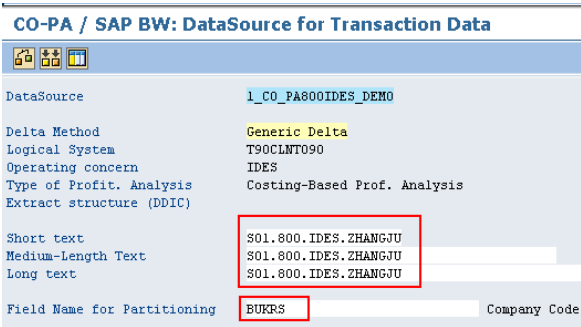 CO-PA / SAP BW: DataSource for Transaction Data
DataSource 1_CO_PA800IDES_DEMO
Delta Method Generic Delta
Logical System T90CLNT090
Operating concern IDES
Type of Profit. Analysis Costing-Based Prof. Analysis
Extract structure (DDIC)
Short text S01.800.IDES.ZHANGJU
Medium-Length Text S01.800.IDES.ZHANGJU
Long text S01.800.IDES.ZHANGJU
Field Name for Partitioning BUKRS Company Code